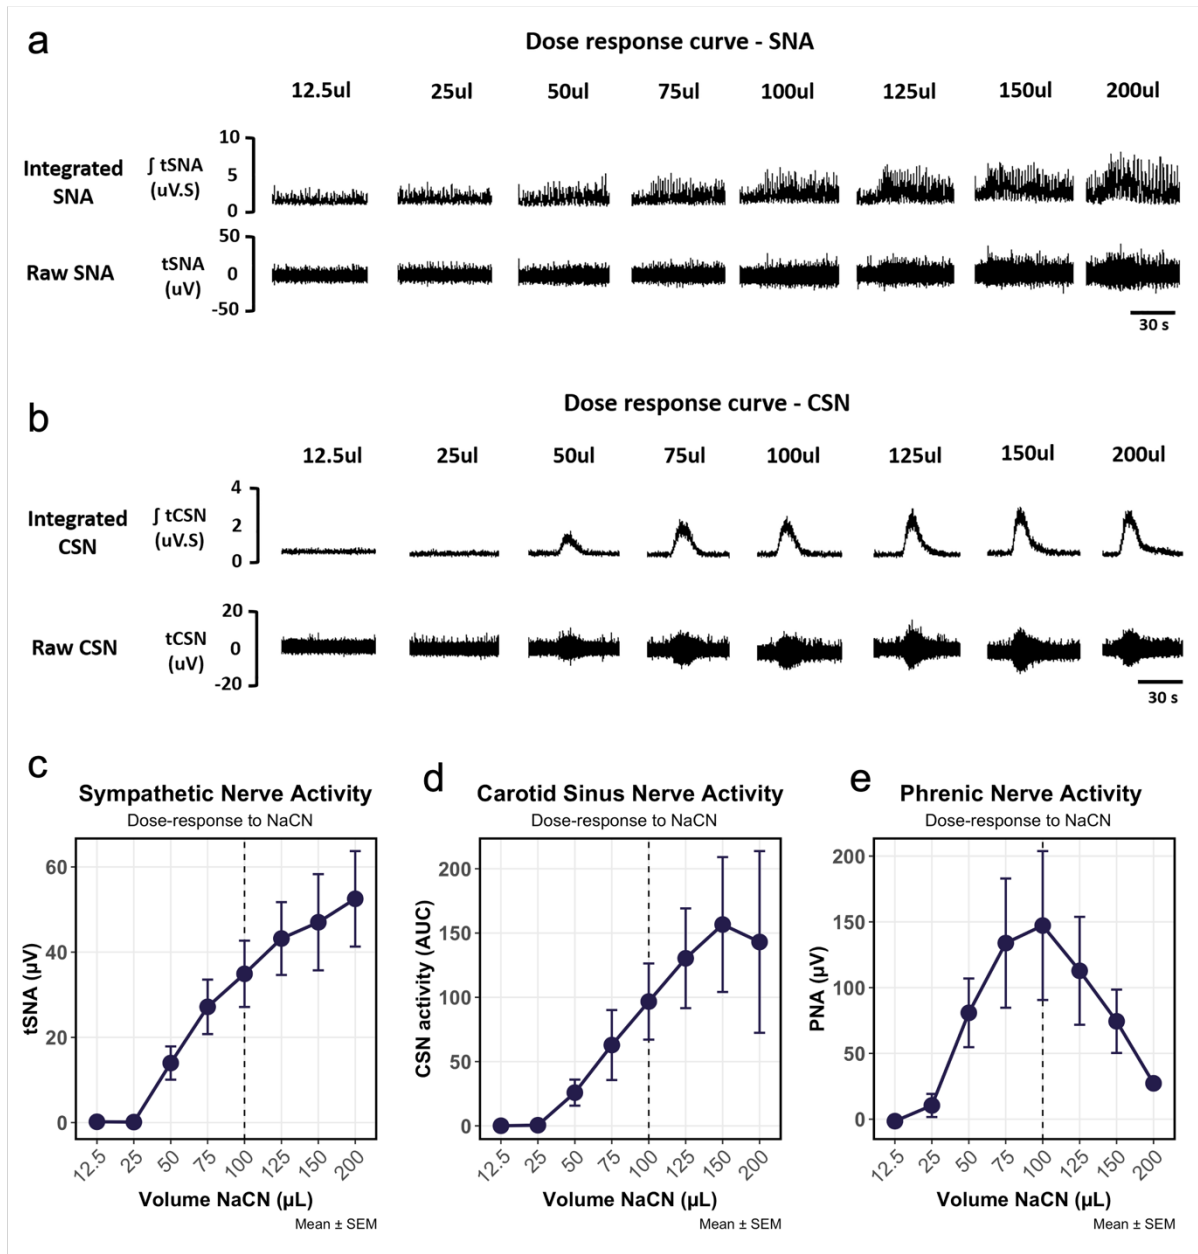 a
Dose response curve - SNA
12.5ul 25ul 50ul 75ul 100ul 125ul 150ul 200ul
Integrated SNA
∫ tSNA (uV.S)
10
5
0
Raw SNA
tSNA (uV)
50
0
-50
30 s
b
Dose response curve - CSN
12.5ul 25ul 50ul 75ul 100ul 125ul 150ul 200ul
Integrated CSN
∫ tCSN (uV.S)
4
2
0
Raw CSN
tCSN (uV)
20
0
-20
30 s
c
Sympathetic Nerve Activity
Dose-response to NaCN
tSNA (µV)
60
40
20
0
12.5 25 50 75 100 125 150 200
Volume NaCN (µL)
Mean ± SEM
d
Carotid Sinus Nerve Activity
Dose-response to NaCN
CSN activity (AUC)
200
150
100
50
0
12.5 25 50 75 100 125 150 200
Volume NaCN (µL)
Mean ± SEM
e
Phrenic Nerve Activity
Dose-response to NaCN
PNA (µV)
200
150
100
50
0
12.5 25 50 75 100 125 150 200
Volume NaCN (µL)
Mean ± SEM